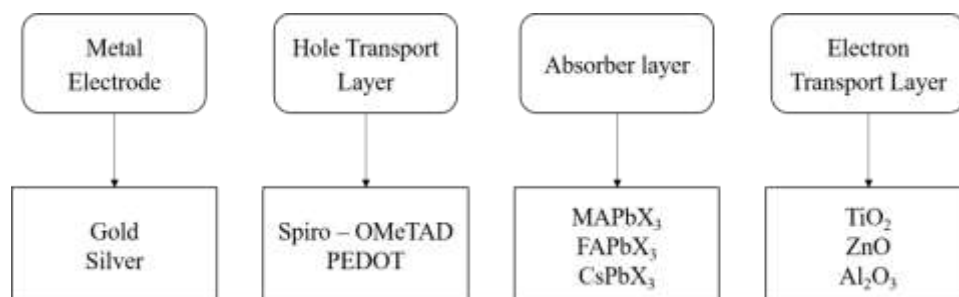 Metal
Electrode
Hole Transport
Layer
Absorber layer
Electron
Transport Layer
Gold
Silver
Spiro – OMeTAD
PEDOT
MAPbX₃
FAPbX₃
CsPbX₃
TiO₂
ZnO
Al₂O₃